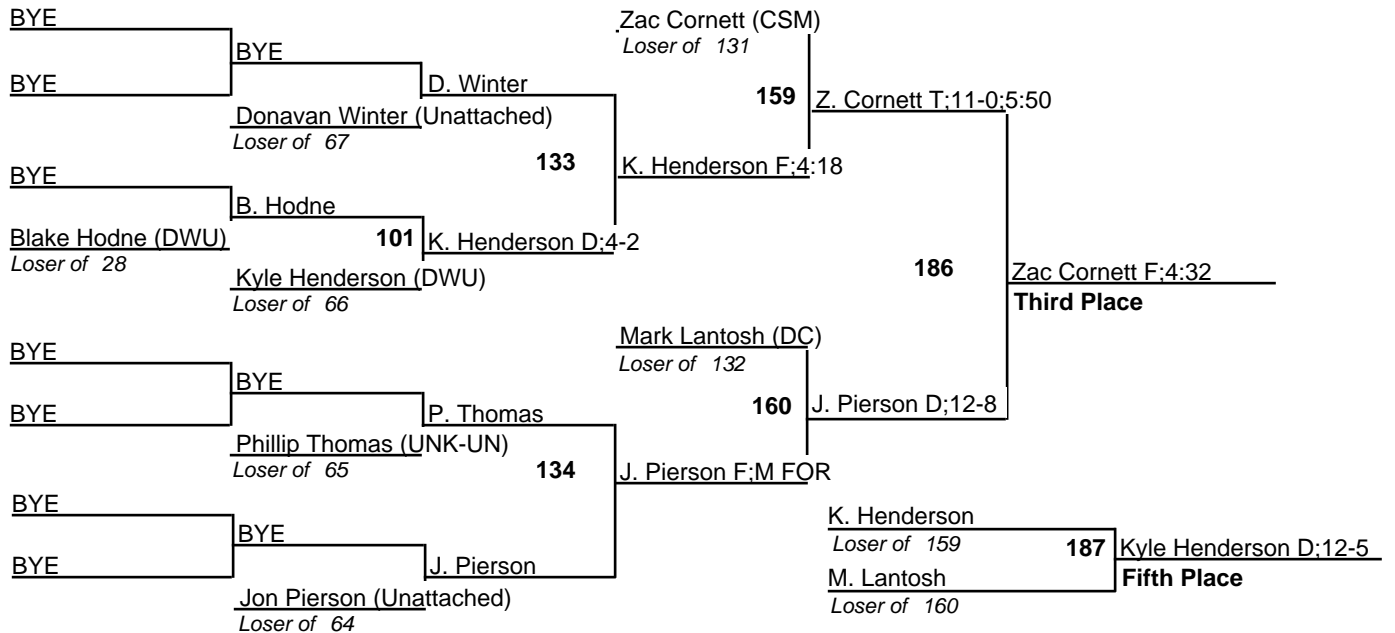 BYE
Zac Cornett (CSM)
Loser of 131
BYE
BYE
D. Winter
159
Z. Cornett T;11-0;5:50
Donavan Winter (Unattached)
Loser of 67
133
K. Henderson F;4:18
BYE
B. Hodne
Blake Hodne (DWU)
101
K. Henderson D;4-2
Loser of 28
186
Zac Cornett F;4:32
Kyle Henderson (DWU)
Loser of 66
Third Place
Mark Lantosh (DC)
BYE
Loser of 132
BYE
160
J. Pierson D;12-8
BYE
P. Thomas
Phillip Thomas (UNK-UN)
Loser of 65
134
J. Pierson F;M FOR
BYE
K. Henderson
BYE
Loser of 159
187
Kyle Henderson D;12-5
BYE
J. Pierson
M. Lantosh
Fifth Place
Jon Pierson (Unattached)
Loser of 160
Loser of 64